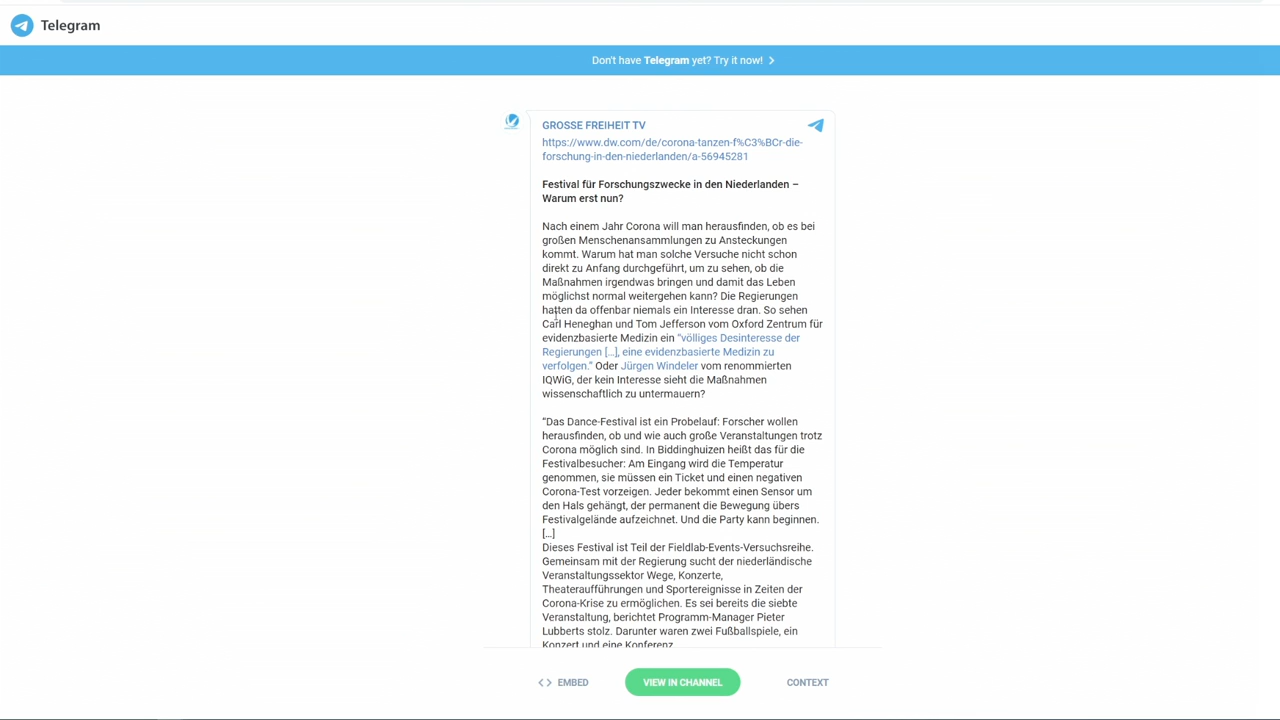 Telegram
Don't have Telegram yet? Try it now!
GROSSE FREIHEIT TV
https://www.dw.com/de/corona-tanzen-f%C3%BCr-die-
forschung-in-den-niederlanden/a-56945281
Festival für Forschungszwecke in den Niederlanden –
Warum erst nun?
Nach einem Jahr Corona will man herausfinden, ob es bei
großen Menschenansammlungen zu Ansteckungen
kommt. Warum hat man solche Versuche nicht schon
direkt zu Anfang durchgeführt, um zu sehen, ob die
Maßnahmen irgendwas bringen und damit das Leben
möglichst normal weitergehen kann? Die Regierungen
hatten da offenbar niemals ein Interesse dran. So sehen
Carl Heneghan und Tom Jefferson vom Oxford Zentrum für
evidenzbasierte Medizin ein “völliges Desinteresse der
Regierungen [...], eine evidenzbasierte Medizin zu
verfolgen.” Oder Jürgen Windeler vom renommierten
IQWiG, der kein Interesse sieht die Maßnahmen
wissenschaftlich zu untermauern?
“Das Dance-Festival ist ein Probelauf: Forscher wollen
herausfinden, ob und wie auch große Veranstaltungen trotz
Corona möglich sind. In Biddinghuizen heißt das für die
Festivalbesucher: Am Eingang wird die Temperatur
genommen, sie müssen ein Ticket und einen negativen
Corona-Test vorzeigen. Jeder bekommt einen Sensor um
den Hals gehängt, der permanent die Bewegung übers
Festivalgelände aufzeichnet. Und die Party kann beginnen.
[...]
Dieses Festival ist Teil der Fieldlab-Events-Versuchsreihe.
Gemeinsam mit der Regierung sucht der niederländische
Veranstaltungssektor Wege, Konzerte,
Theateraufführungen und Sportereignisse in Zeiten der
Corona-Krise zu ermöglichen. Es sei bereits die siebte
Veranstaltung, berichtet Programm-Manager Pieter
Lubberts stolz. Darunter waren zwei Fußballspiele, ein
Konzert und eine Konferenz
EMBED
VIEW IN CHANNEL
CONTEXT